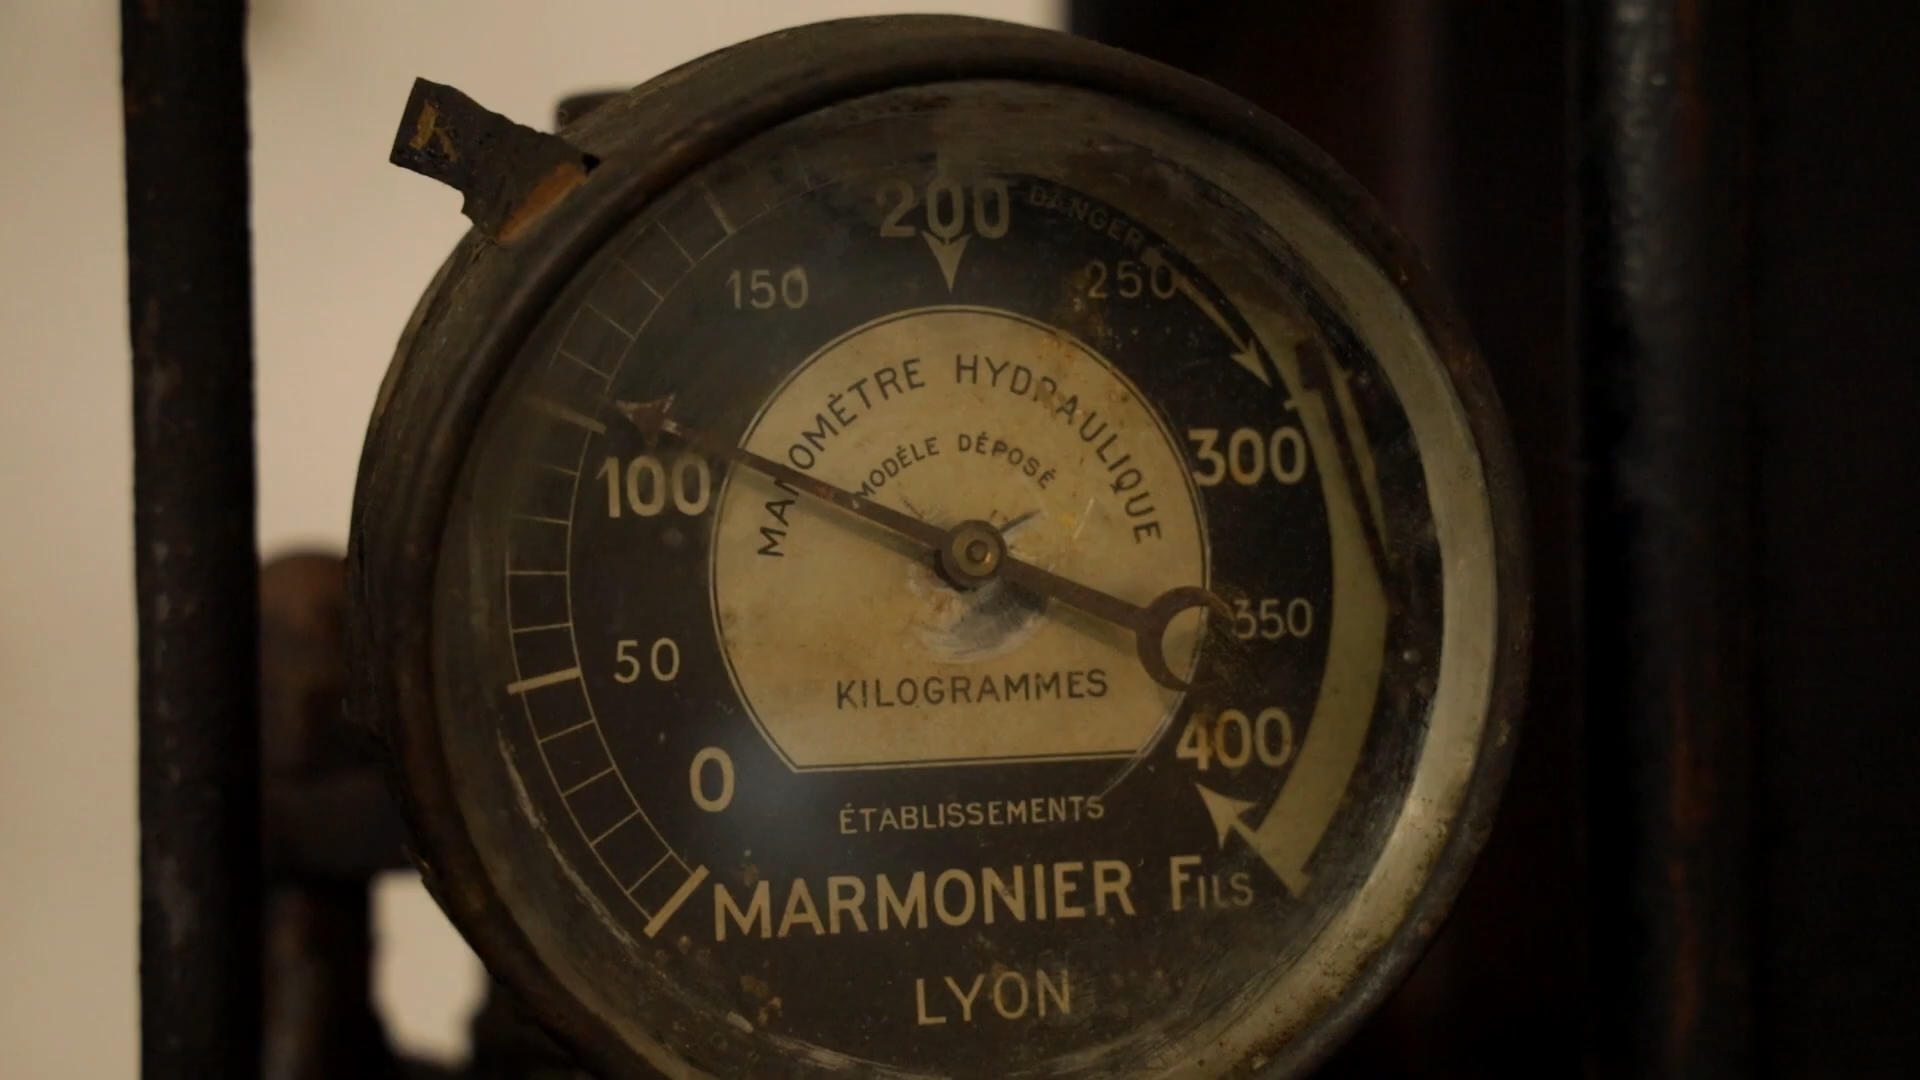 200
DANGER
150
250
MANOMÈTRE HYDRAULIQUE
MODÈLE DÉPOSÉ
100
300
50
350
KILOGRAMMES
0
400
ÉTABLISSEMENTS
MARMONIER FILS
LYON